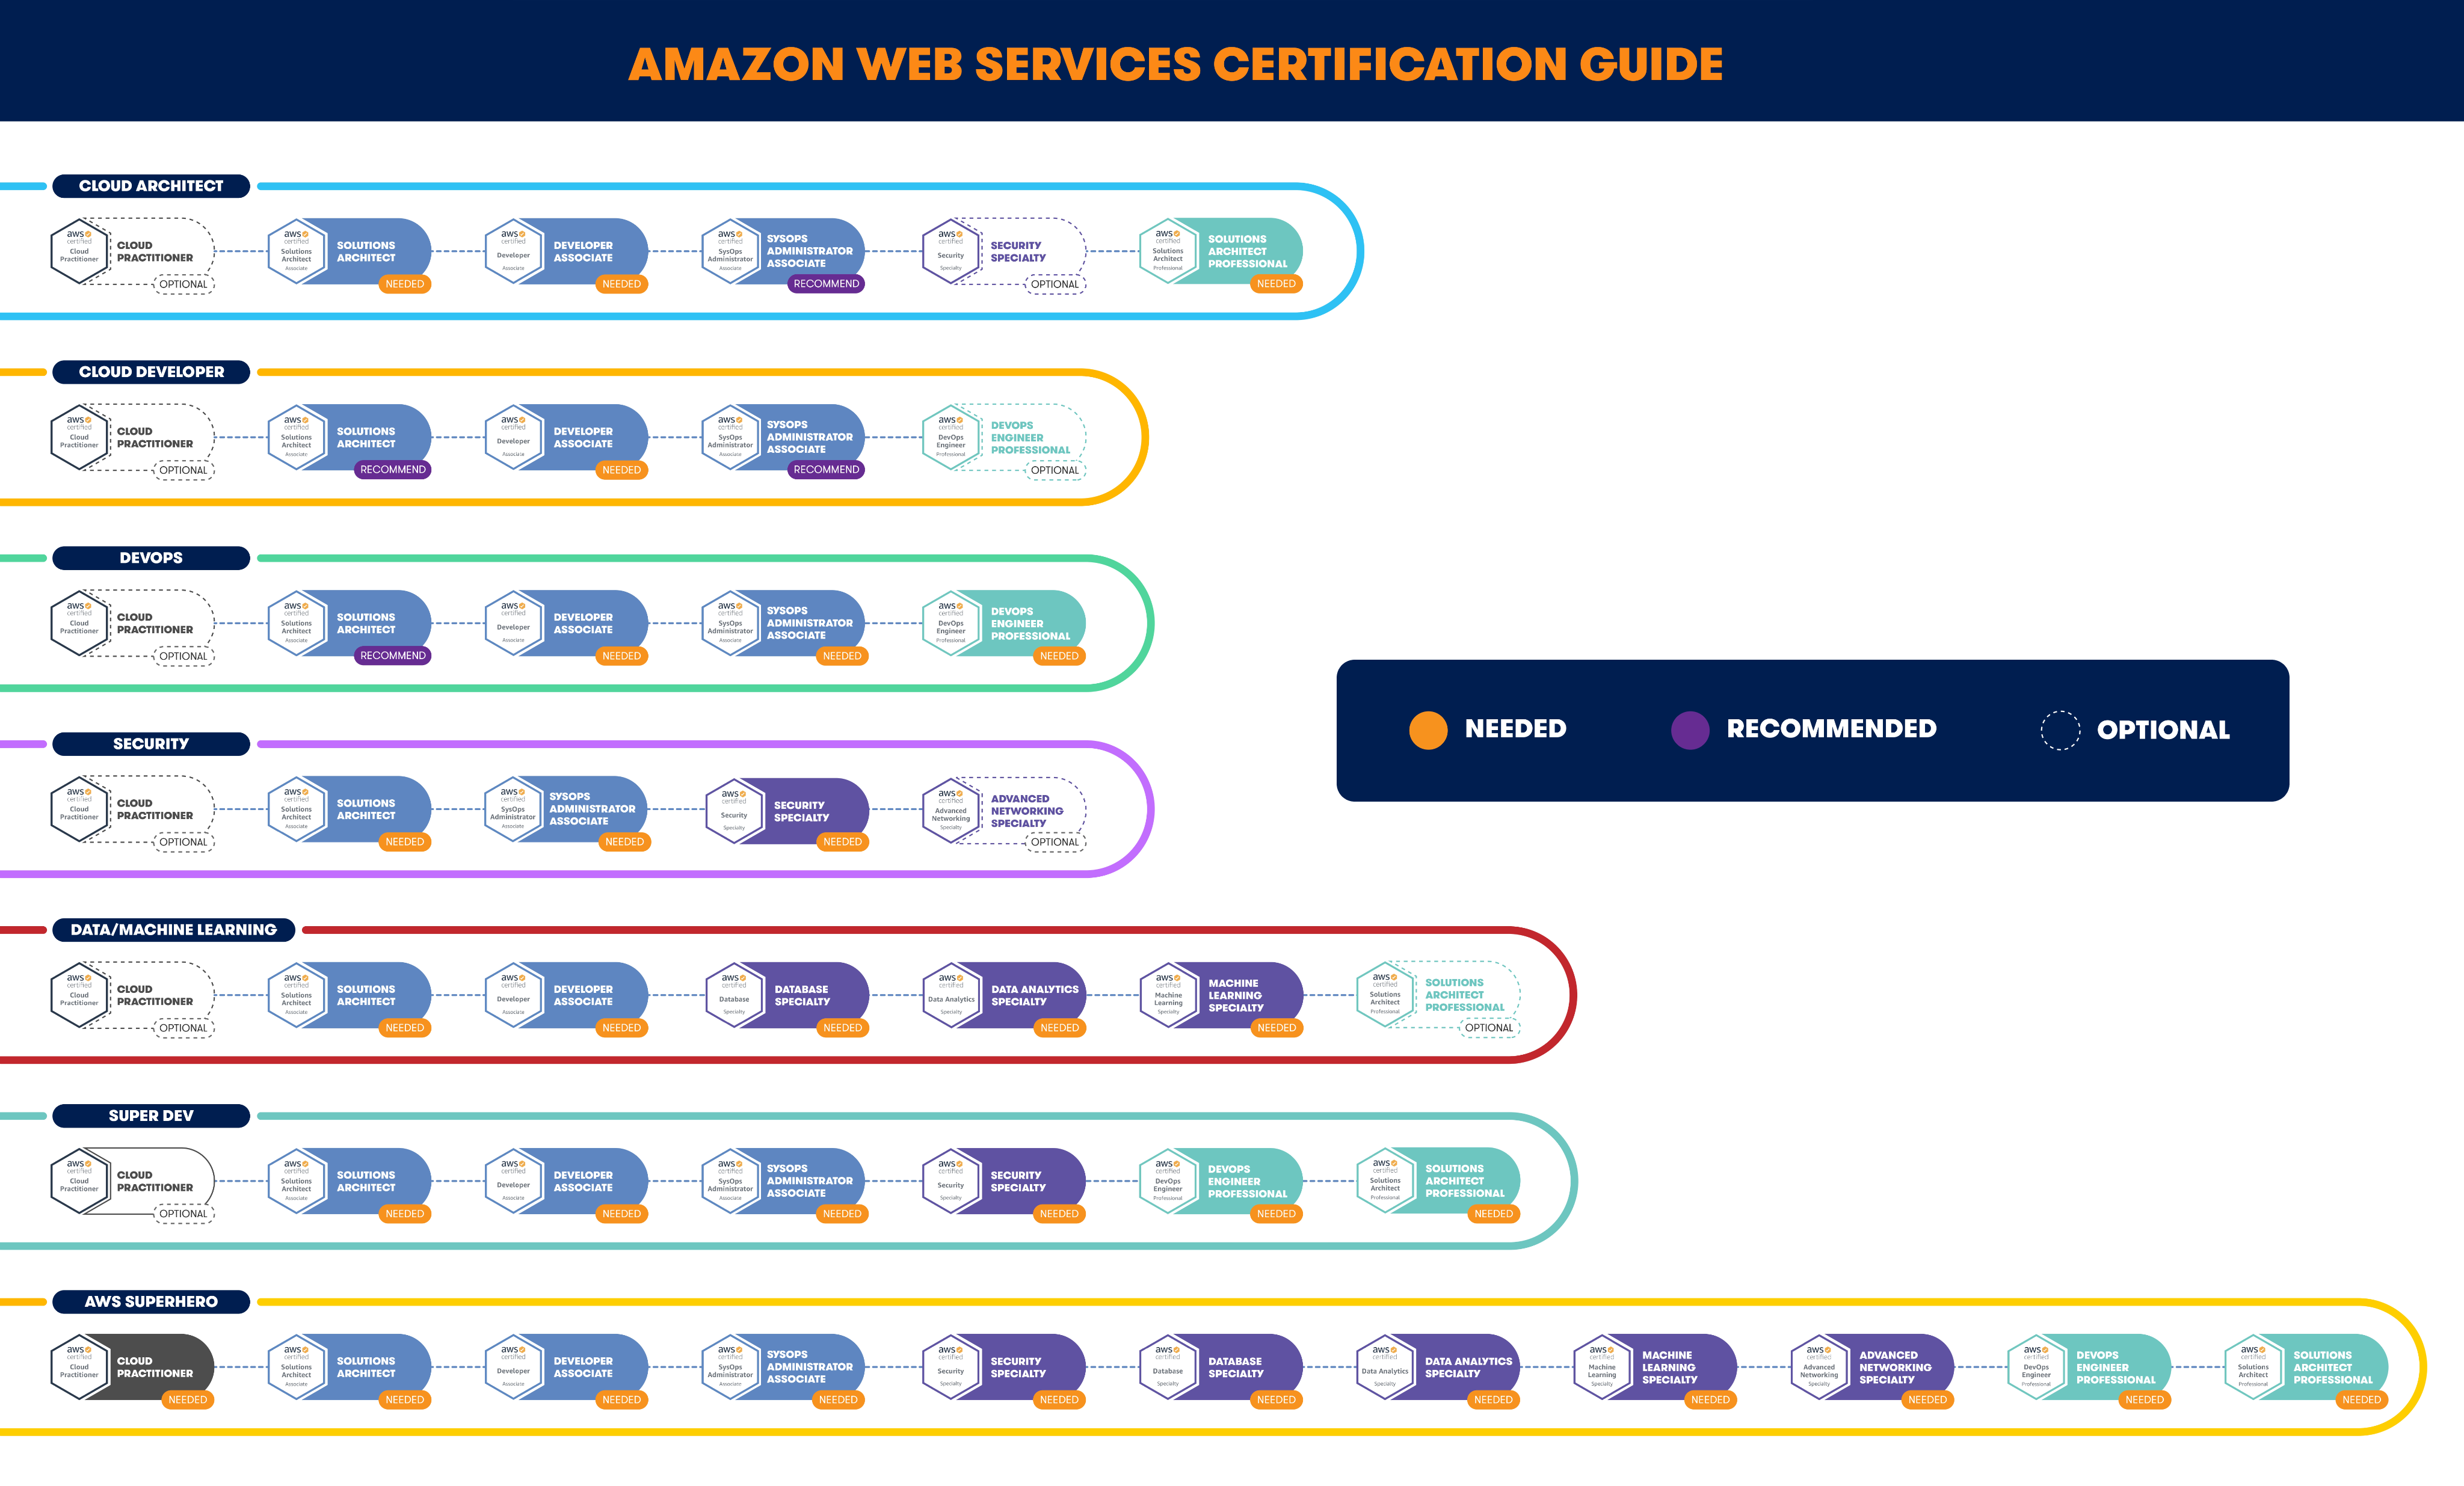 AMAZON WEB SERVICES CERTIFICATION GUIDE
CLOUD ARCHITECT
aws
certified
Cloud
Practitioner
CLOUD
PRACTITIONER
OPTIONAL
aws
certified
Solutions
Architect
Associate
SOLUTIONS
ARCHITECT
NEEDED
aws
certified
Developer
Associate
DEVELOPER
ASSOCIATE
NEEDED
aws
certified
SysOps
Administrator
Associate
SYSOPS
ADMINISTRATOR
ASSOCIATE
RECOMMEND
aws
certified
Security
Specialty
SECURITY
SPECIALTY
OPTIONAL
aws
certified
Solutions
Architect
Professional
SOLUTIONS
ARCHITECT
PROFESSIONAL
NEEDED
CLOUD DEVELOPER
aws
certified
Cloud
Practitioner
CLOUD
PRACTITIONER
OPTIONAL
aws
certified
Solutions
Architect
Associate
SOLUTIONS
ARCHITECT
RECOMMEND
aws
certified
Developer
Associate
DEVELOPER
ASSOCIATE
NEEDED
aws
certified
SysOps
Administrator
Associate
SYSOPS
ADMINISTRATOR
ASSOCIATE
RECOMMEND
aws
certified
DevOps
Engineer
Professional
DEVOPS
ENGINEER
PROFESSIONAL
OPTIONAL
DEVOPS
aws
certified
Cloud
Practitioner
CLOUD
PRACTITIONER
OPTIONAL
aws
certified
Solutions
Architect
Associate
SOLUTIONS
ARCHITECT
RECOMMEND
aws
certified
Developer
Associate
DEVELOPER
ASSOCIATE
NEEDED
aws
certified
SysOps
Administrator
Associate
SYSOPS
ADMINISTRATOR
ASSOCIATE
NEEDED
aws
certified
DevOps
Engineer
Professional
DEVOPS
ENGINEER
PROFESSIONAL
NEEDED
NEEDED
RECOMMENDED
OPTIONAL
SECURITY
aws
certified
Cloud
Practitioner
CLOUD
PRACTITIONER
OPTIONAL
aws
certified
Solutions
Architect
Associate
SOLUTIONS
ARCHITECT
NEEDED
aws
certified
SysOps
Administrator
Associate
SYSOPS
ADMINISTRATOR
ASSOCIATE
NEEDED
aws
certified
Security
Specialty
SECURITY
SPECIALTY
NEEDED
aws
certified
Advanced
Networking
Specialty
ADVANCED
NETWORKING
SPECIALTY
OPTIONAL
DATA/MACHINE LEARNING
aws
certified
Cloud
Practitioner
CLOUD
PRACTITIONER
OPTIONAL
aws
certified
Solutions
Architect
Associate
SOLUTIONS
ARCHITECT
NEEDED
aws
certified
Developer
Associate
DEVELOPER
ASSOCIATE
NEEDED
aws
certified
Database
Specialty
DATABASE
SPECIALTY
NEEDED
aws
certified
Data Analytics
Specialty
DATA ANALYTICS
SPECIALTY
NEEDED
aws
certified
Machine
Learning
Specialty
MACHINE
LEARNING
SPECIALTY
NEEDED
aws
certified
Solutions
Architect
Professional
SOLUTIONS
ARCHITECT
PROFESSIONAL
OPTIONAL
SUPER DEV
aws
certified
Cloud
Practitioner
CLOUD
PRACTITIONER
OPTIONAL
aws
certified
Solutions
Architect
Associate
SOLUTIONS
ARCHITECT
NEEDED
aws
certified
Developer
Associate
DEVELOPER
ASSOCIATE
NEEDED
aws
certified
SysOps
Administrator
Associate
SYSOPS
ADMINISTRATOR
ASSOCIATE
NEEDED
aws
certified
Security
Specialty
SECURITY
SPECIALTY
NEEDED
aws
certified
DevOps
Engineer
Professional
DEVOPS
ENGINEER
PROFESSIONAL
NEEDED
aws
certified
Solutions
Architect
Professional
SOLUTIONS
ARCHITECT
PROFESSIONAL
NEEDED
AWS SUPERHERO
aws
certified
Cloud
Practitioner
CLOUD
PRACTITIONER
NEEDED
aws
certified
Solutions
Architect
Associate
SOLUTIONS
ARCHITECT
NEEDED
aws
certified
Developer
Associate
DEVELOPER
ASSOCIATE
NEEDED
aws
certified
SysOps
Administrator
Associate
SYSOPS
ADMINISTRATOR
ASSOCIATE
NEEDED
aws
certified
Security
Specialty
SECURITY
SPECIALTY
NEEDED
aws
certified
Database
Specialty
DATABASE
SPECIALTY
NEEDED
aws
certified
Data Analytics
Specialty
DATA ANALYTICS
SPECIALTY
NEEDED
aws
certified
Machine
Learning
Specialty
MACHINE
LEARNING
SPECIALTY
NEEDED
aws
certified
Advanced
Networking
Specialty
ADVANCED
NETWORKING
SPECIALTY
NEEDED
aws
certified
DevOps
Engineer
Professional
DEVOPS
ENGINEER
PROFESSIONAL
NEEDED
aws
certified
Solutions
Architect
Professional
SOLUTIONS
ARCHITECT
PROFESSIONAL
NEEDED